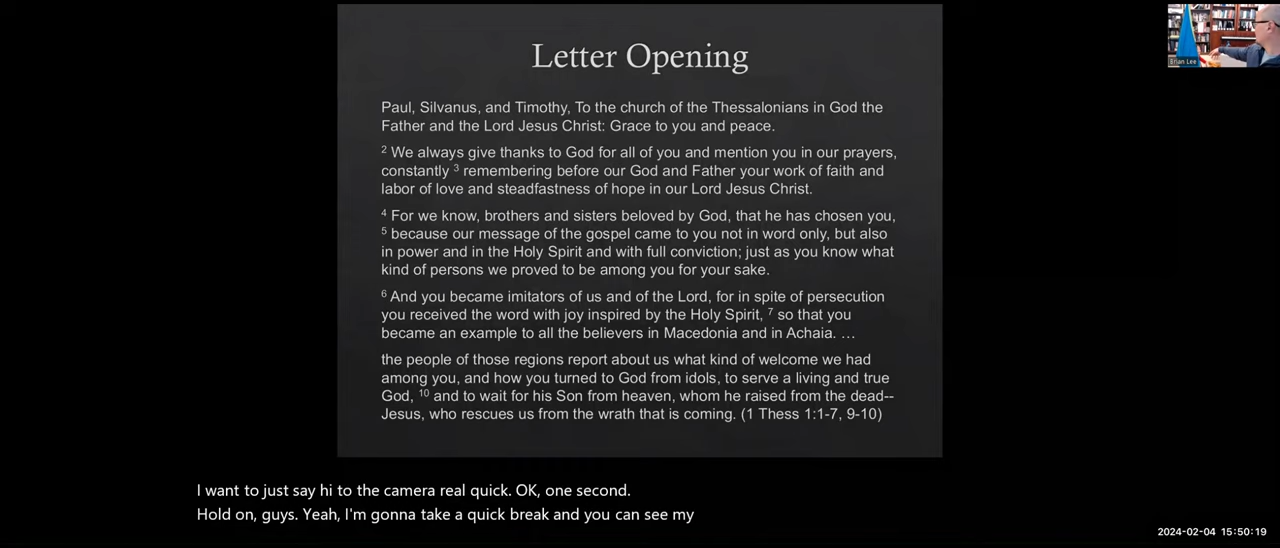 Letter Opening
Paul, Silvanus, and Timothy, To the church of the Thessalonians in God the
Father and the Lord Jesus Christ: Grace to you and peace.
2 We always give thanks to God for all of you and mention you in our prayers,
constantly 3 remembering before our God and Father your work of faith and
labor of love and steadfastness of hope in our Lord Jesus Christ.
4 For we know, brothers and sisters beloved by God, that he has chosen you,
5 because our message of the gospel came to you not in word only, but also
in power and in the Holy Spirit and with full conviction; just as you know what
kind of persons we proved to be among you for your sake.
6 And you became imitators of us and of the Lord, for in spite of persecution
you received the word with joy inspired by the Holy Spirit, 7 so that you
became an example to all the believers in Macedonia and in Achaia. …
the people of those regions report about us what kind of welcome we had
among you, and how you turned to God from idols, to serve a living and true
God, 10 and to wait for his Son from heaven, whom he raised from the dead--
Jesus, who rescues us from the wrath that is coming. (1 Thess 1:1-7, 9-10)
Lee
I want to just say hi to the camera real quick. OK, one second.
Hold on, guys. Yeah, I'm gonna take a quick break and you can see my
2024-02-04 15:50:19